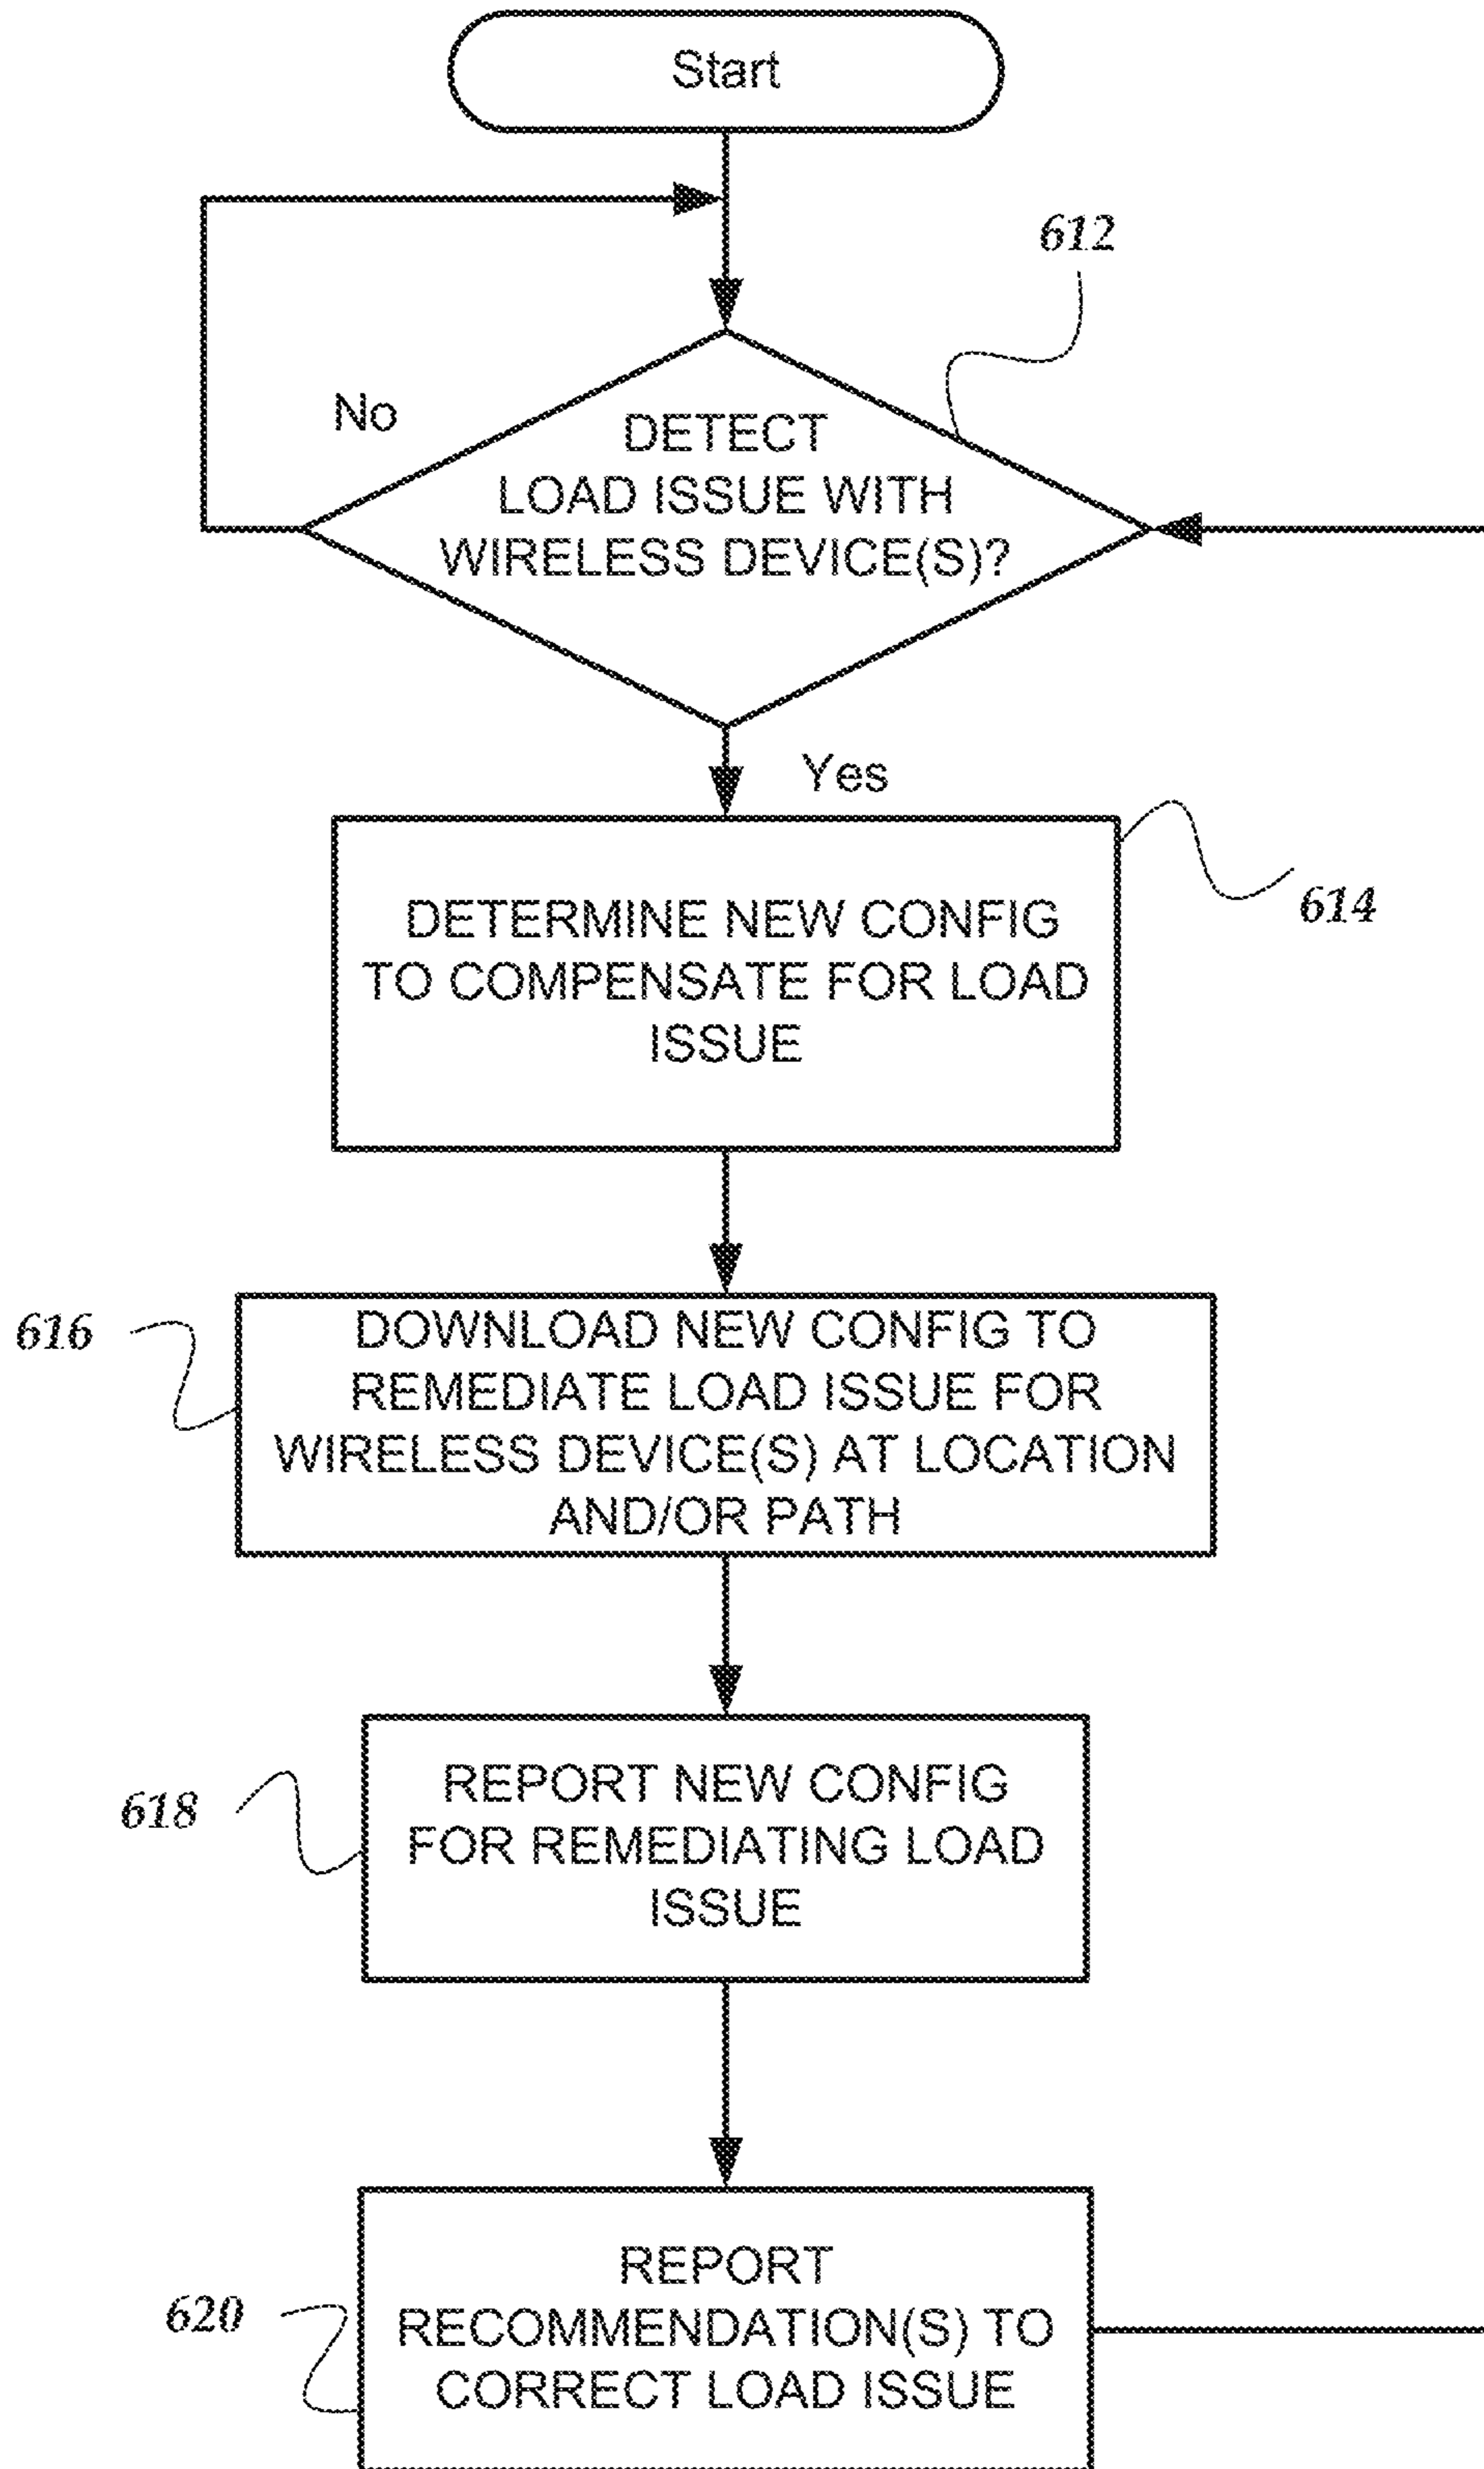 Start
612
No
DETECT
LOAD ISSUE WITH
WIRELESS DEVICE(S)?
Yes
DETERMINE NEW CONFIG
TO COMPENSATE FOR LOAD
ISSUE
614
616
DOWNLOAD NEW CONFIG TO
REMEDIATE LOAD ISSUE FOR
WIRELESS DEVICE(S) AT LOCATION
AND/OR PATH
618
REPORT NEW CONFIG
FOR REMEDIATING LOAD
ISSUE
620
REPORT
RECOMMENDATION(S) TO
CORRECT LOAD ISSUE